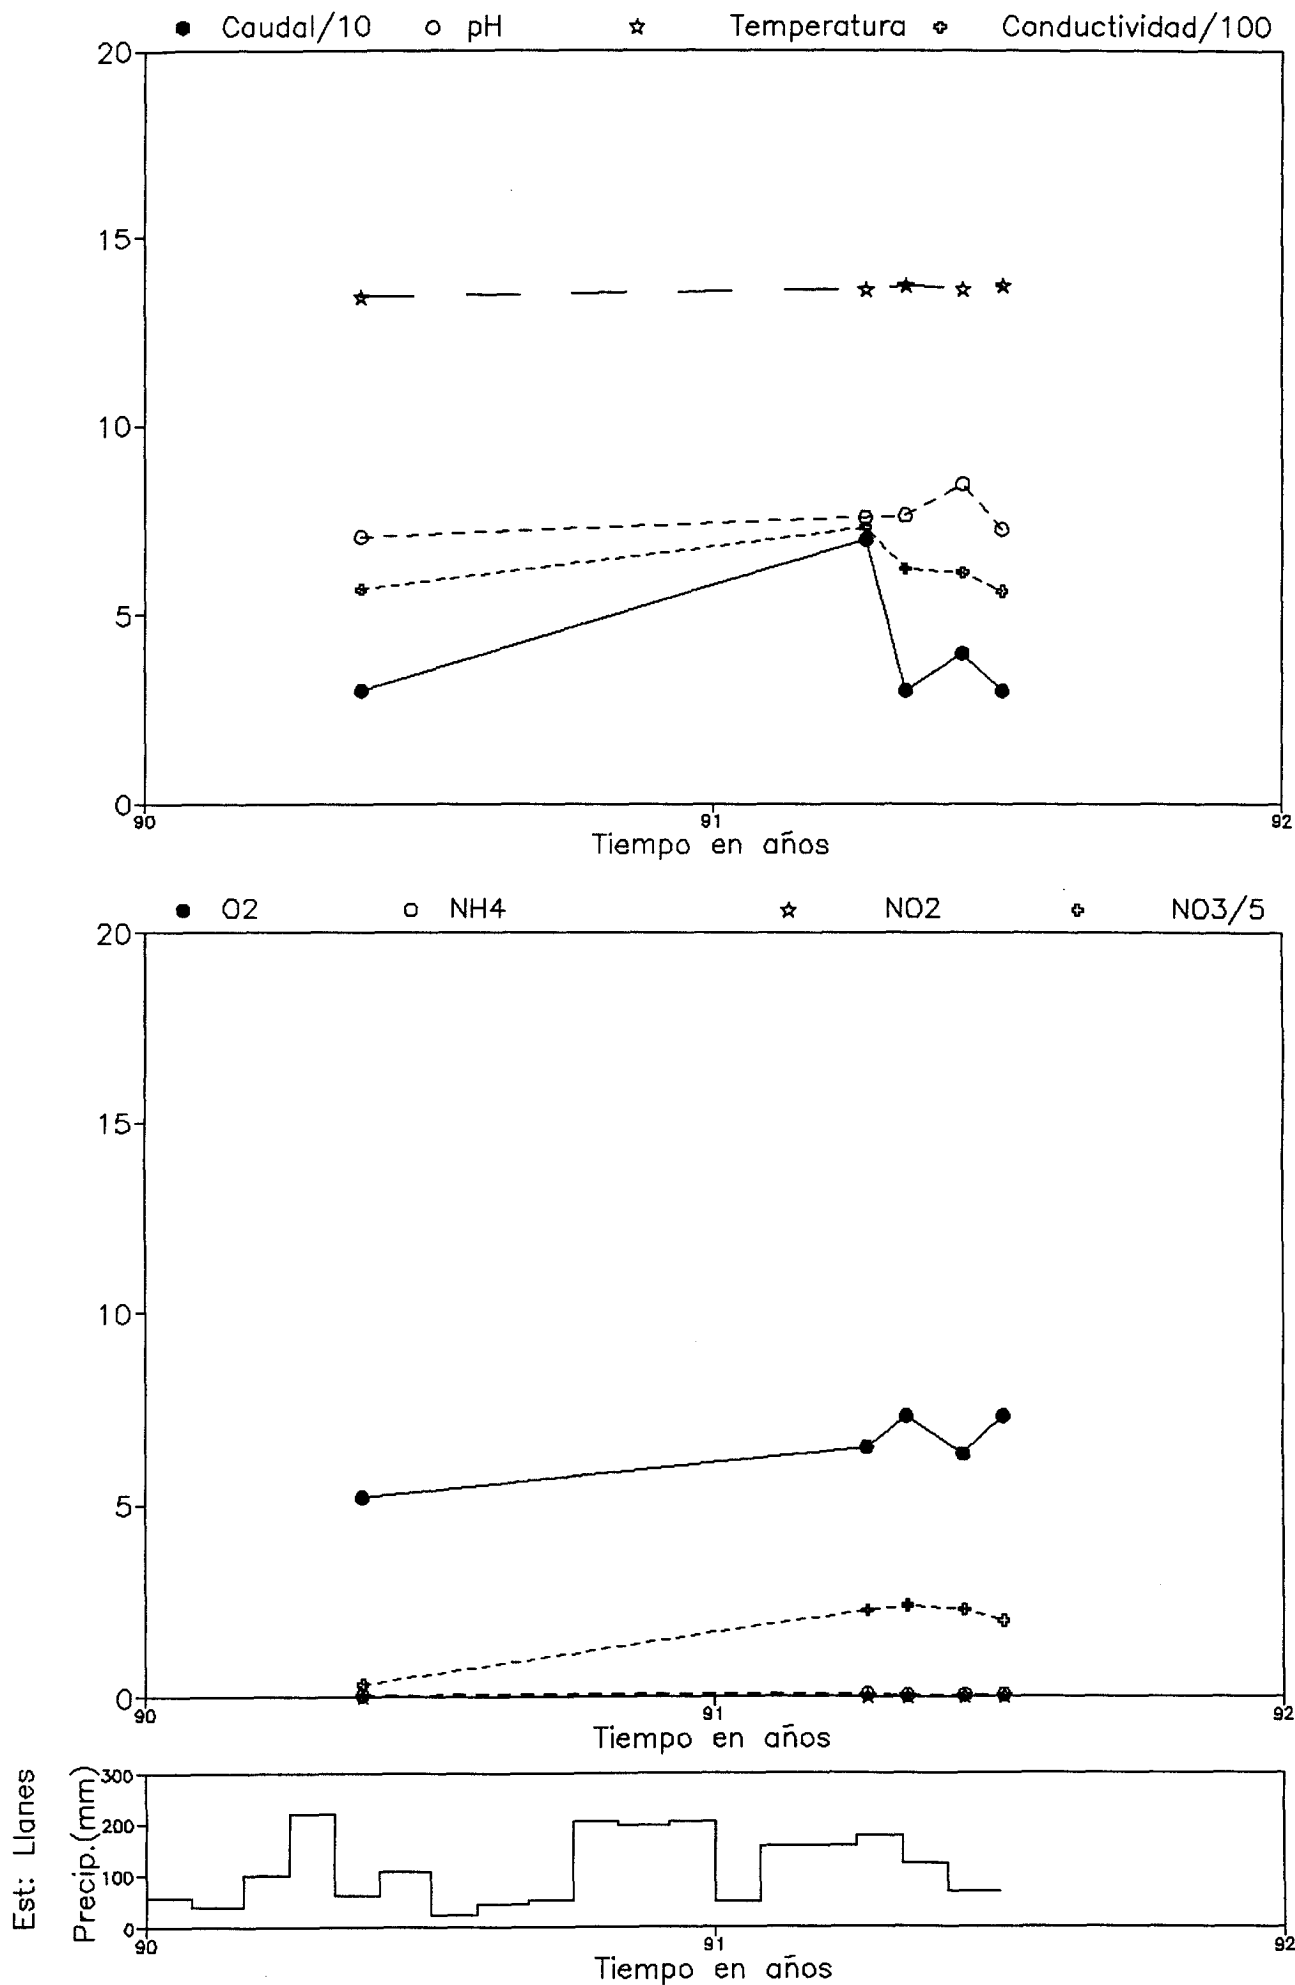 Caudal/10 pH Temperatura Conductividad/100
20
15
10
5
0
90 91 92
Tiempo en años
O2 NH4 NO2 NO3/5
20
15
10
5
0
90 91 92
Tiempo en años
Est: Llanes
Precip.(mm)
300
200
100
0
90 91 92
Tiempo en años